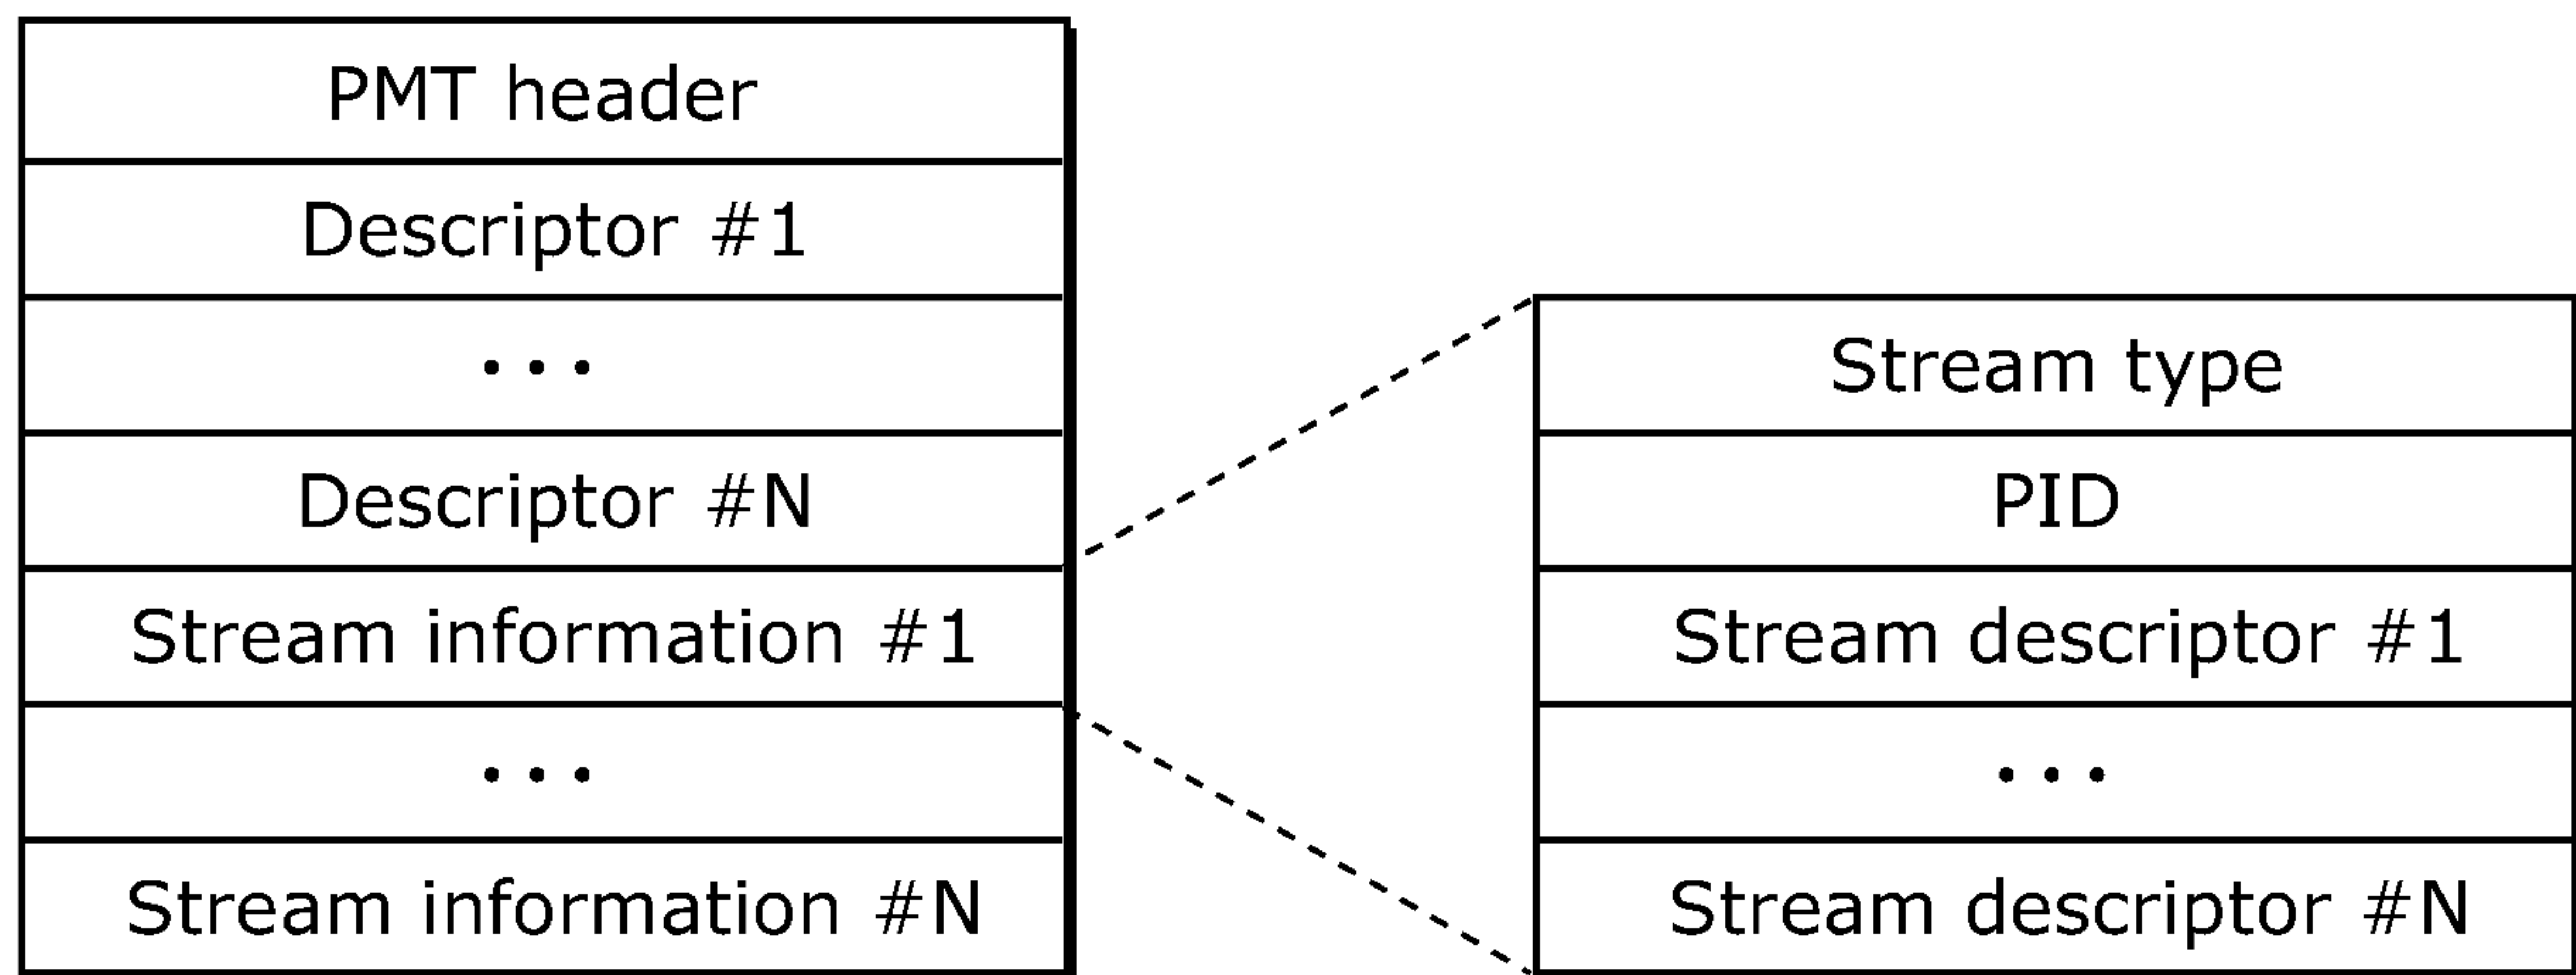 PMT header
Descriptor #1
...
Descriptor #N
Stream information #1
...
Stream information #N
Stream type
PID
Stream descriptor #1
...
Stream descriptor #N